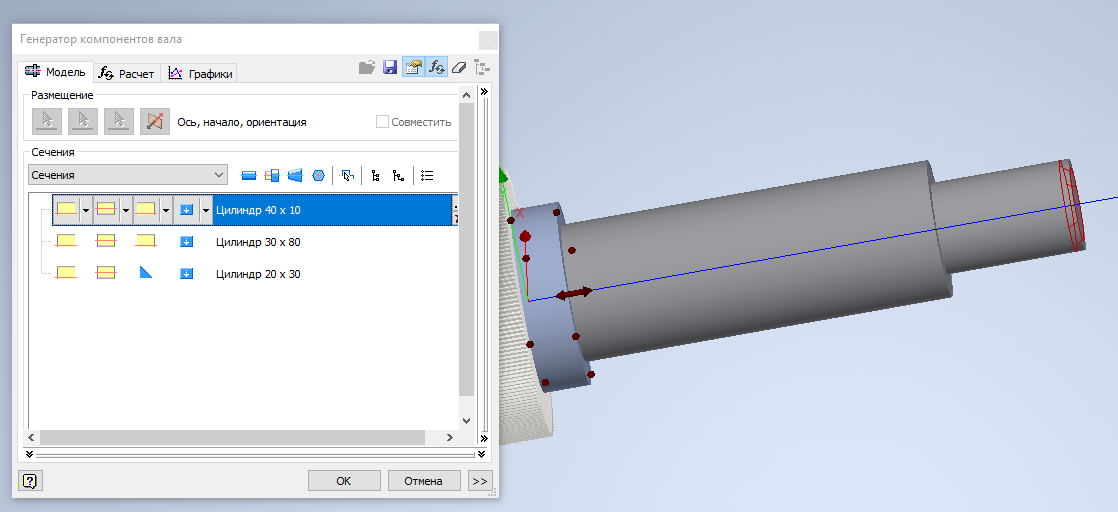 Генератор компонентов вала
Модель Расчет Графики
Размещение
Ось, начало, ориентация Совместить
Сечения
Сечения
Цилиндр 40 x 10
Цилиндр 30 x 80
Цилиндр 20 x 30
OK Отмена >>
X